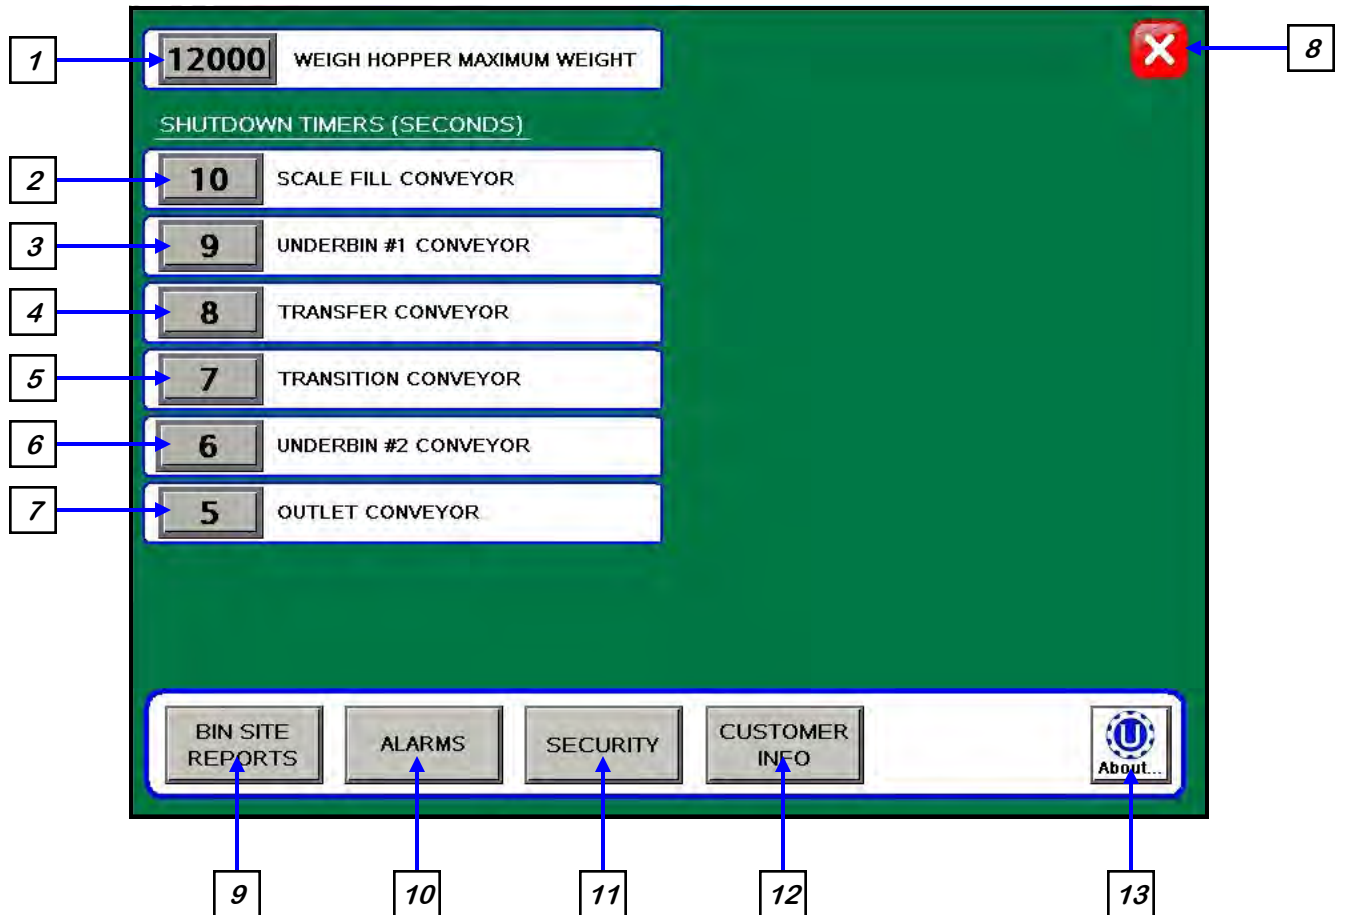 1
12000 WEIGH HOPPER MAXIMUM WEIGHT
8
SHUTDOWN TIMERS (SECONDS)
2
10 SCALE FILL CONVEYOR
3
9 UNDERBIN #1 CONVEYOR
4
8 TRANSFER CONVEYOR
5
7 TRANSITION CONVEYOR
6
6 UNDERBIN #2 CONVEYOR
7
5 OUTLET CONVEYOR
BIN SITE
REPORTS
ALARMS
SECURITY
CUSTOMER
INFO
U
About...
9
10
11
12
13